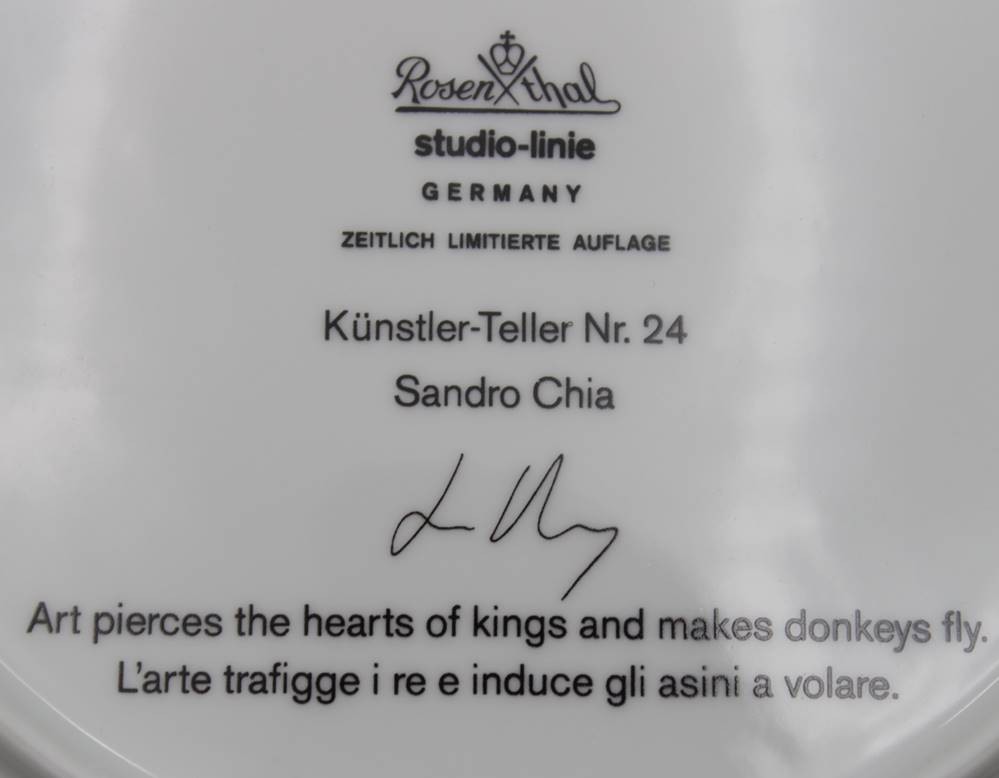 Rosenthal
studio-linie
GERMANY
ZEITLICH LIMITIERTE AUFLAGE
Künstler-Teller Nr. 24
Sandro Chia
Art pierces the hearts of kings and makes donkeys fly.
L'arte trafigge i re e induce gli asini a volare.